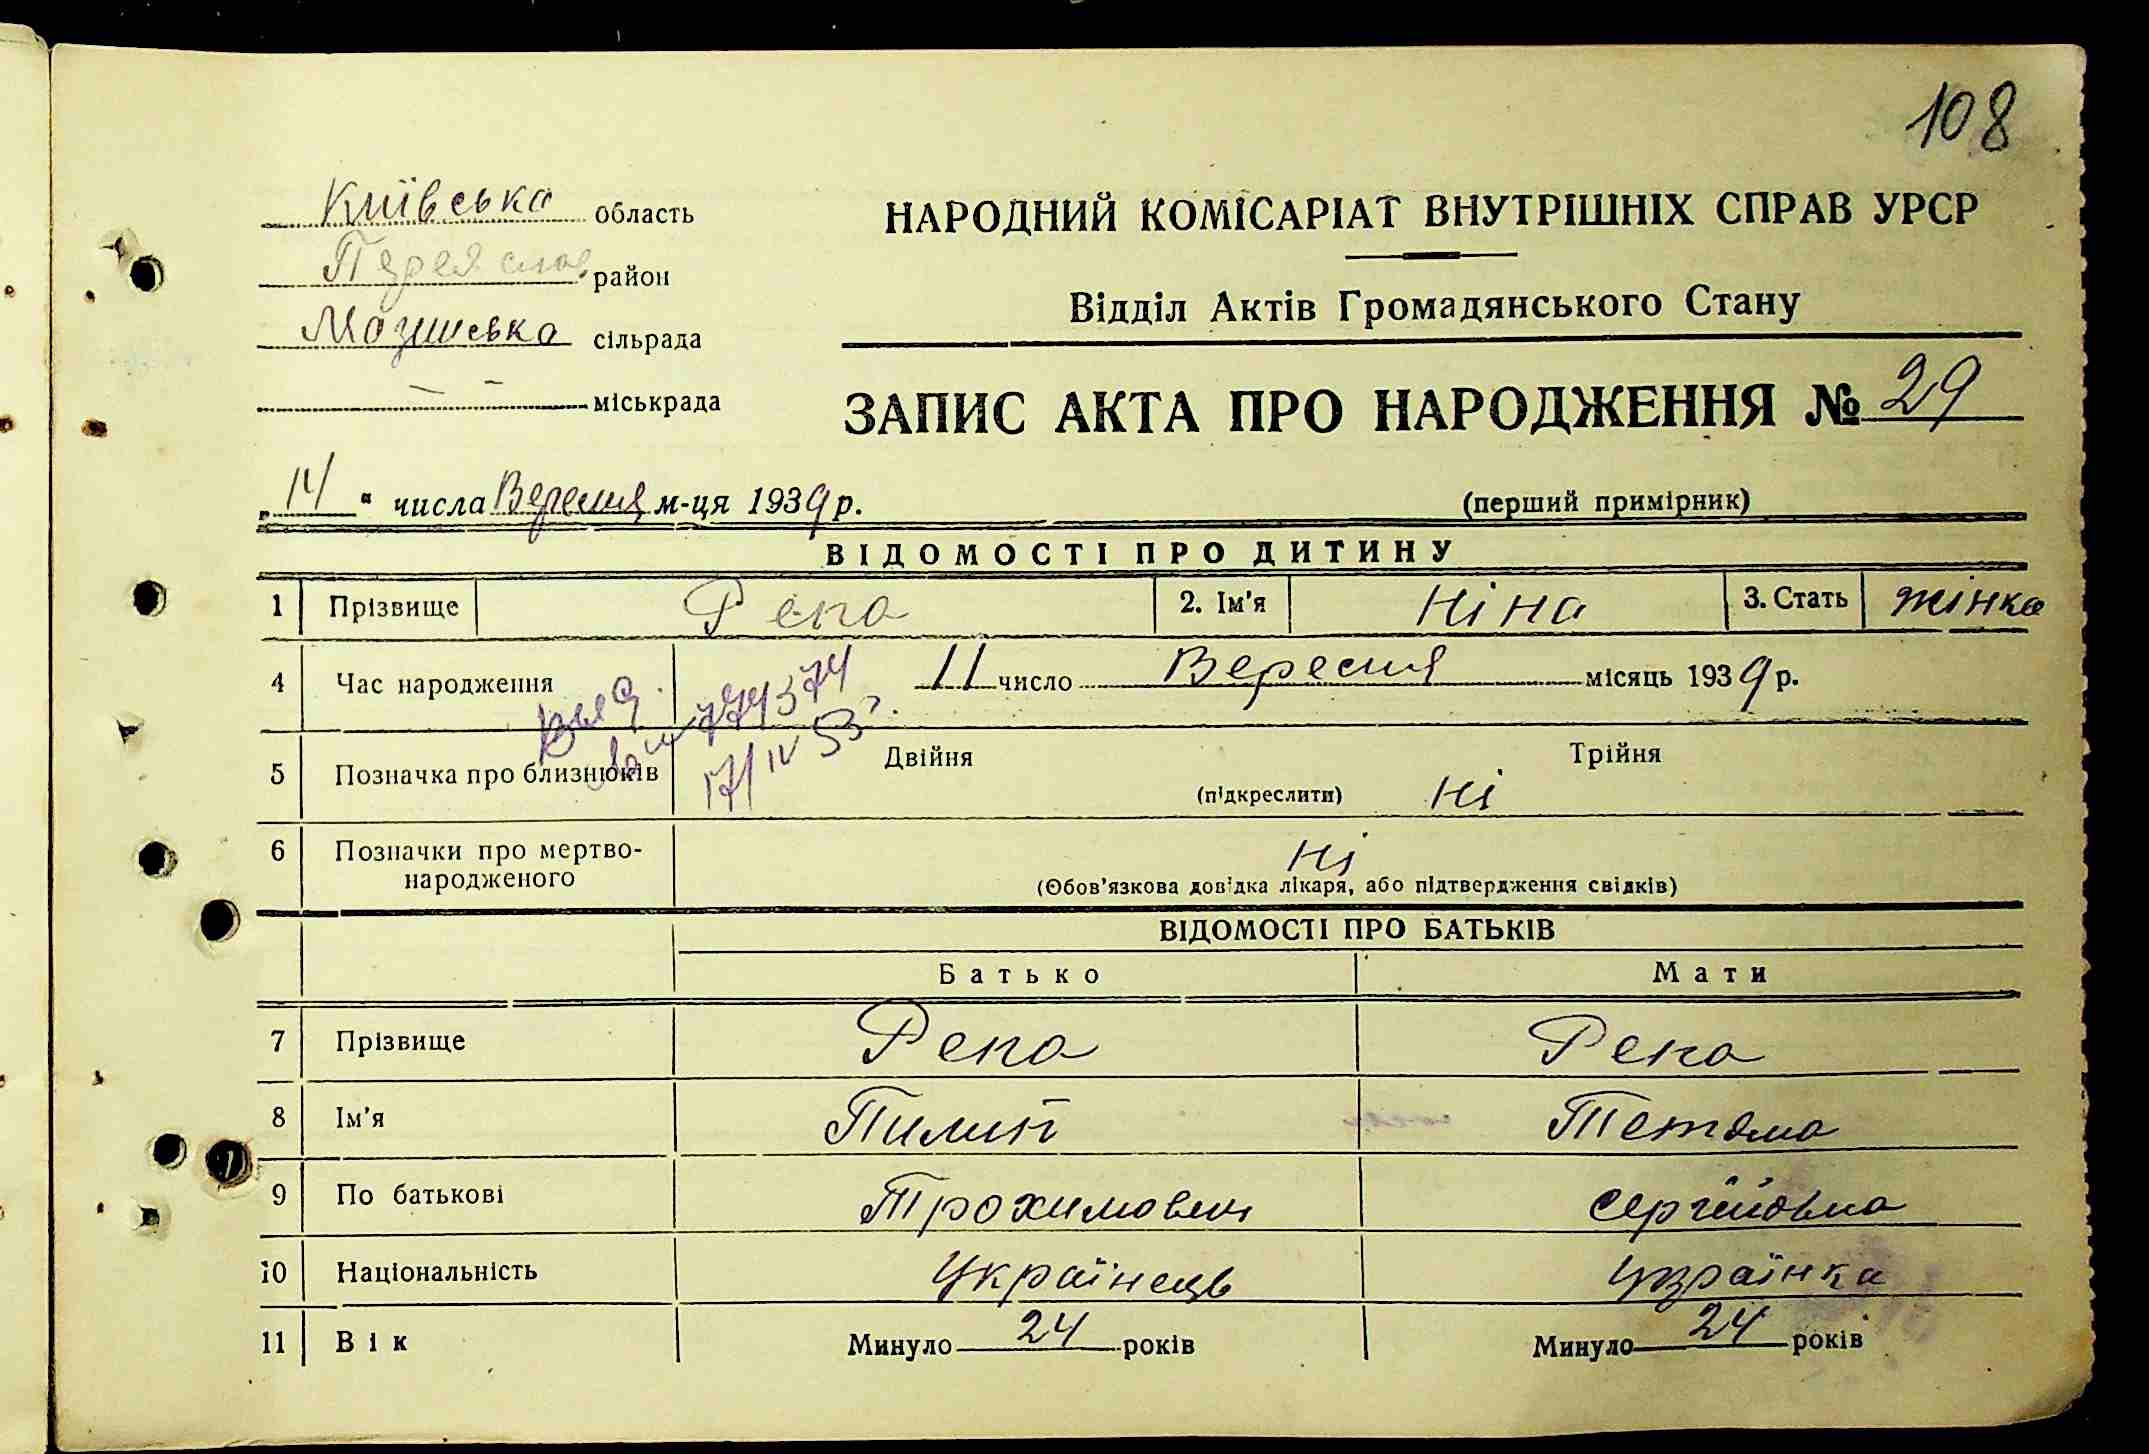 108
Київська область
Переяслов. район
сільрада
— — міськрада
НАРОДНИЙ КОМІСАРІАТ ВНУТРІШНІХ СПРАВ УРСР
Відділ Актів Громадянського Стану
ЗАПИС АКТА ПРО НАРОДЖЕННЯ № 29
„ 14 “ числа Вересня м-ця 1939 р. (перший примірник)
ВІДОМОСТІ ПРО ДИТИНУ
1 Прізвище Репа 2. Ім'я Ніна 3. Стать жінка
4 Час народження 11 число Вересня місяць 1939 р.
774374
17/IV 53 г.
5 Позначка про близнюків Двійня Трійня
(підкреслити) Ні
6 Позначки про мертво- Ні
народженого (Обов'язкова довідка лікаря, або підтвердження свідків)
ВІДОМОСТІ ПРО БАТЬКІВ
Батько Мати
7 Прізвище Репа Репа
8 Ім'я Пилип Тетяна
9 По батькові Трохимович Сергіївна
10 Національність Українець Українка
11 Вік Минуло 24 років Минуло 24 років